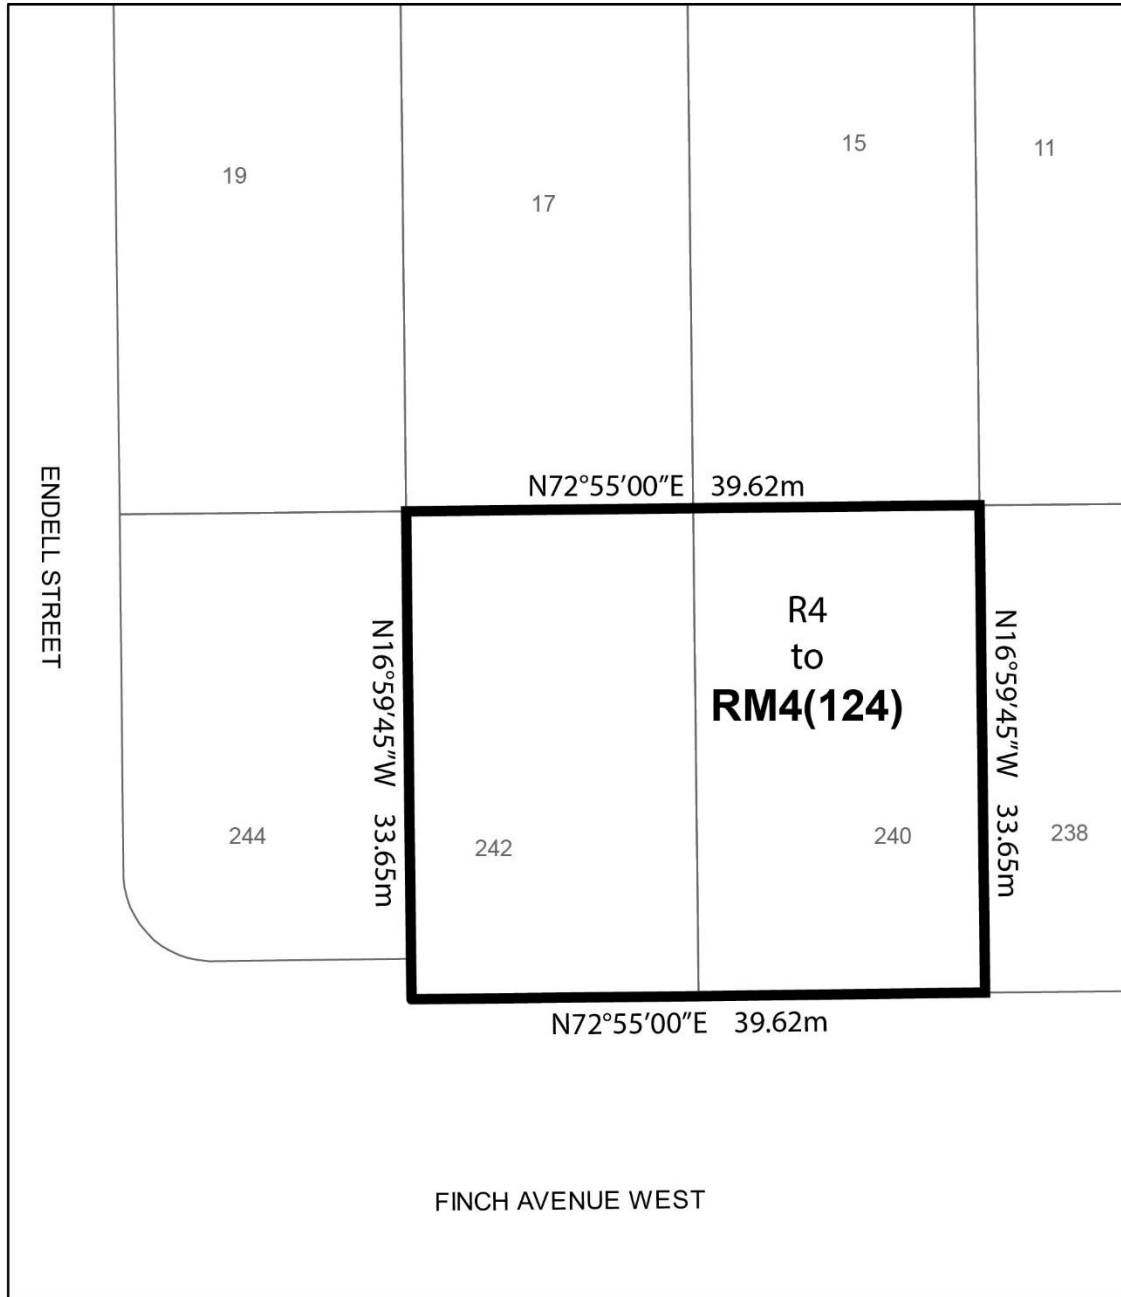 15
11
19
17
N72°55'00"E 39.62m
ENDELL STREET
R4
to
RM4(124)
N16°59'45"W 33.65m
N16°59'45"W 33.65m
244
242
240
238
N72°55'00"E 39.62m
FINCH AVENUE WEST